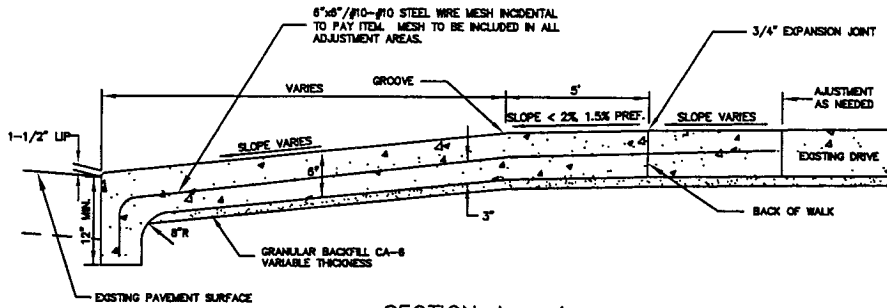 6"x6"/#10-#10 STEEL WIRE MESH INCIDENTAL
TO PAY ITEM. MESH TO BE INCLUDED IN ALL
ADJUSTMENT AREAS.
3/4" EXPANSION JOINT
GROOVE
VARIES
5'
AJUSTMENT
AS NEEDED
SLOPE < 2%, 1.5% PREF.
SLOPE VARIES
1-1/2" LIP
SLOPE VARIES
6"
EXISTING DRIVE
12" MIN.
3"
BACK OF WALK
6"R
GRANULAR BACKFILL CA-6
VARIABLE THICKNESS
EXISTING PAVEMENT SURFACE